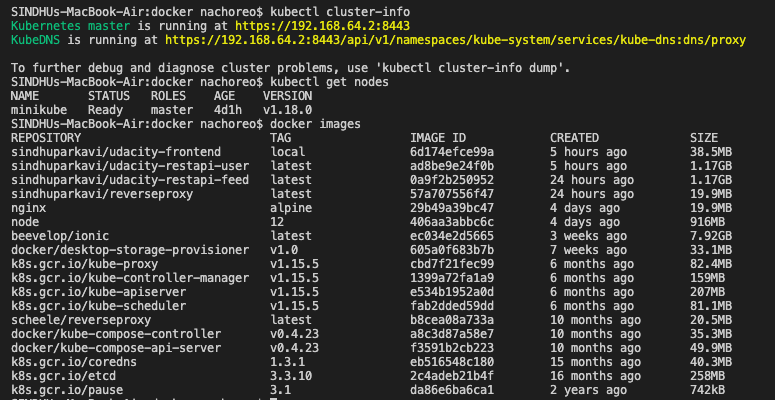 SINDHUs-MacBook-Air:docker nachoreo$ kubectl cluster-info
Kubernetes master is running at https://192.168.64.2:8443
KubeDNS is running at https://192.168.64.2:8443/api/v1/namespaces/kube-system/services/kube-dns:dns/proxy
To further debug and diagnose cluster problems, use 'kubectl cluster-info dump'.
SINDHUs-MacBook-Air:docker nachoreo$ kubectl get nodes
NAME STATUS ROLES AGE VERSION
minikube Ready master 4d1h v1.18.0
SINDHUs-MacBook-Air:docker nachoreo$ docker images
REPOSITORY TAG IMAGE ID CREATED SIZE
sindhuparkavi/udacity-frontend local 6d174efce99a 5 hours ago 38.5MB
sindhuparkavi/udacity-restapi-user latest ad8be9e24f0b 5 hours ago 1.17GB
sindhuparkavi/udacity-restapi-feed latest 0a9f2b250952 24 hours ago 1.17GB
sindhuparkavi/reverseproxy latest 57a707556f47 24 hours ago 19.9MB
nginx alpine 29b49a39bc47 4 days ago 19.9MB
node 12 406aa3abbc6c 4 days ago 916MB
beevelop/ionic latest ec034e2d5665 3 weeks ago 7.92GB
docker/desktop-storage-provisioner v1.0 605a0f683b7b 7 weeks ago 33.1MB
k8s.gcr.io/kube-proxy v1.15.5 cbd7f21fec99 6 months ago 82.4MB
k8s.gcr.io/kube-controller-manager v1.15.5 1399a72fa1a9 6 months ago 159MB
k8s.gcr.io/kube-apiserver v1.15.5 e534b1952a0d 6 months ago 207MB
k8s.gcr.io/kube-scheduler v1.15.5 fab2dded59dd 6 months ago 81.1MB
scheele/reverseproxy latest b8cea08a733a 10 months ago 20.5MB
docker/kube-compose-controller v0.4.23 a8c3d87a58e7 10 months ago 35.3MB
docker/kube-compose-api-server v0.4.23 f3591b2cb223 10 months ago 49.9MB
k8s.gcr.io/coredns 1.3.1 eb516548c180 15 months ago 40.3MB
k8s.gcr.io/etcd 3.3.10 2c4adeb21b4f 16 months ago 258MB
k8s.gcr.io/pause 3.1 da86e6ba6ca1 2 years ago 742kB
SINDHUs-MacBook-Air:docker nachoreo$